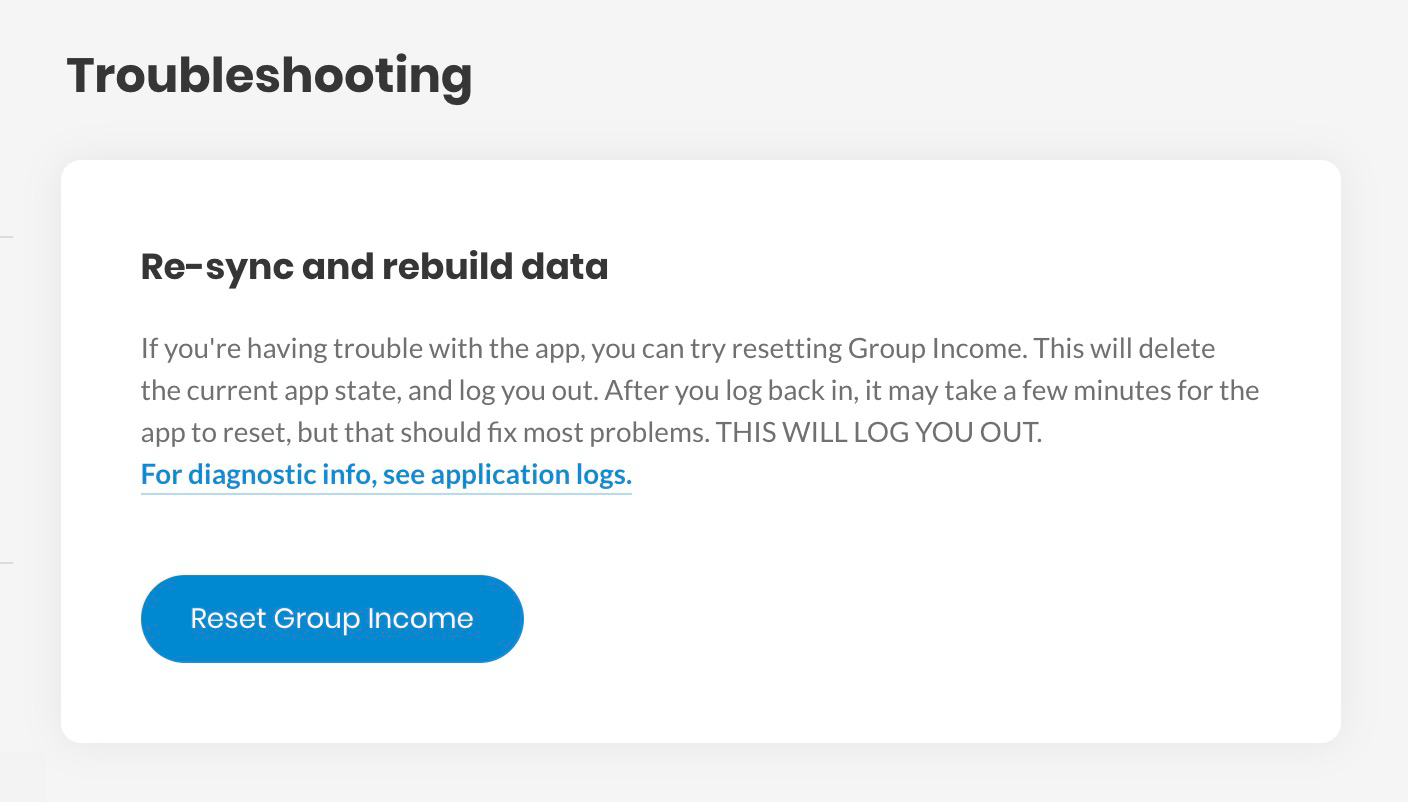 Troubleshooting
Re-sync and rebuild data
If you're having trouble with the app, you can try resetting Group Income. This will delete
the current app state, and log you out. After you log back in, it may take a few minutes for the
app to reset, but that should fix most problems. THIS WILL LOG YOU OUT.
For diagnostic info, see application logs.
Reset Group Income